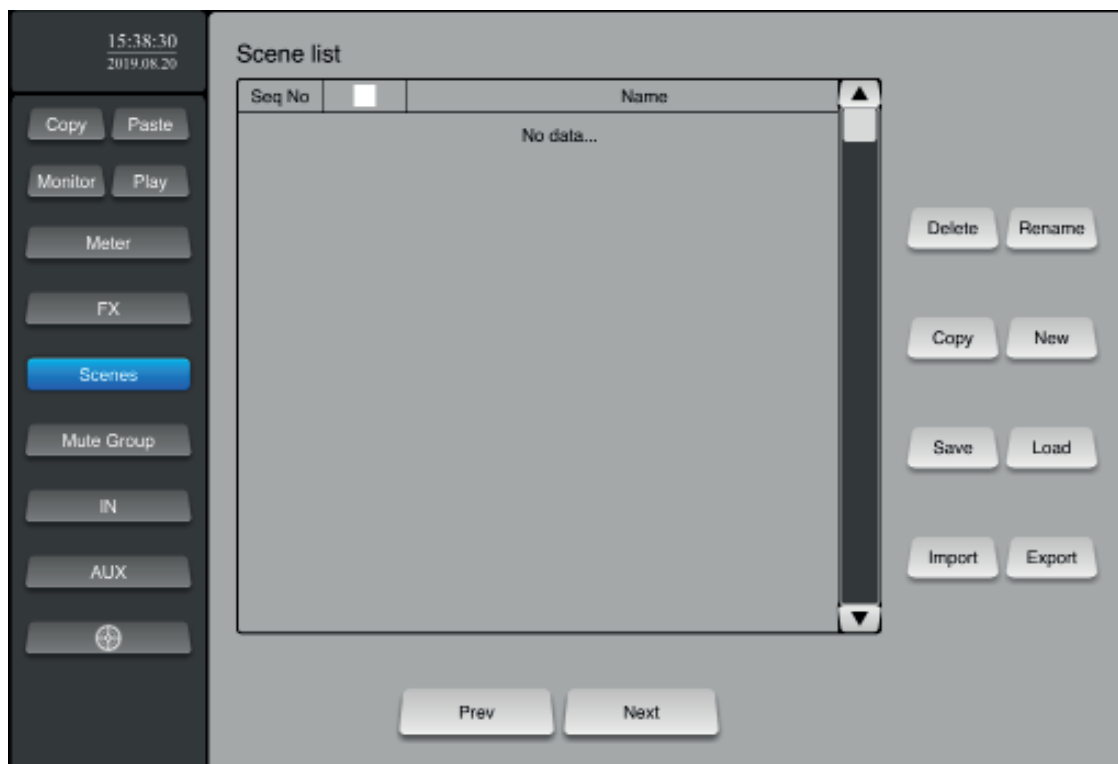 15:38:30
2019.08.20
Copy Paste
Monitor Play
Meter
FX
Scenes
Mute Group
IN
AUX
Scene list
Seq No Name
No data...
Delete Rename
Copy New
Save Load
Import Export
Prev Next